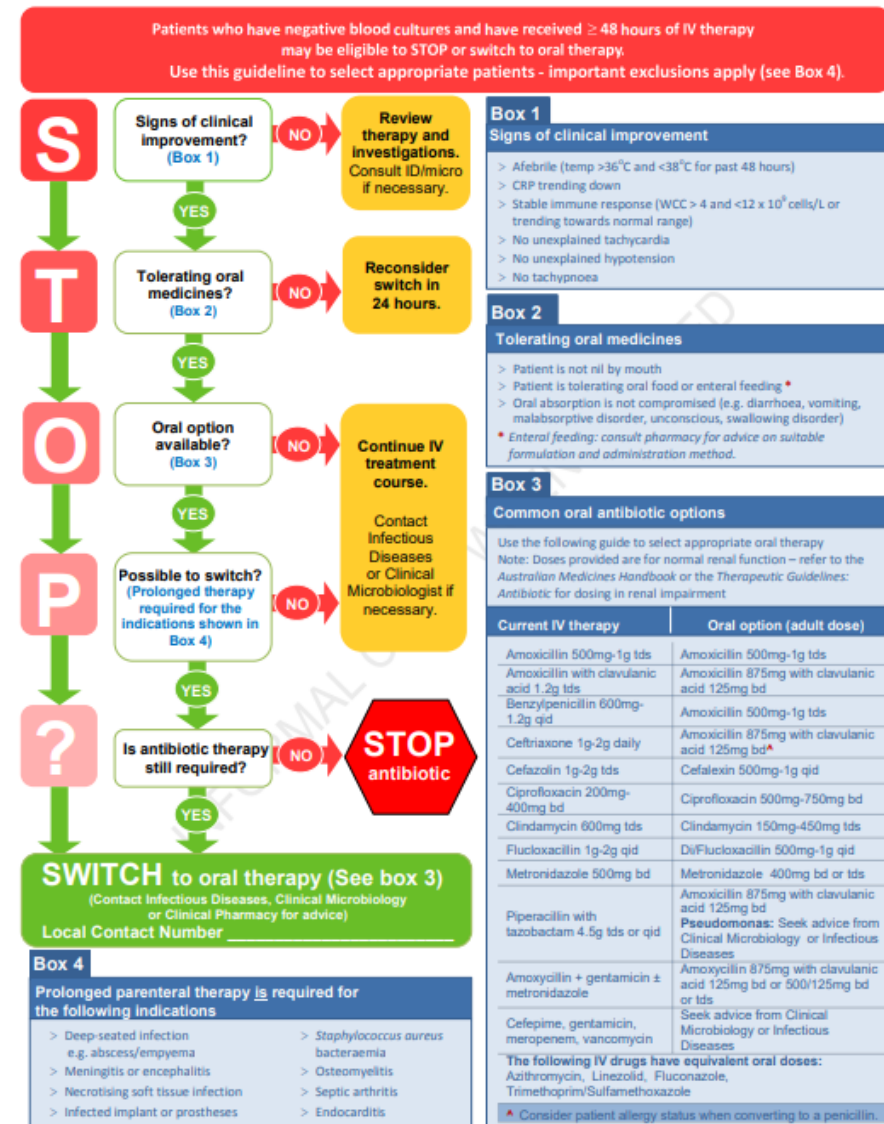 Patients who have negative blood cultures and have received ≥ 48 hours of IV therapy
may be eligible to STOP or switch to oral therapy.
Use this guideline to select appropriate patients - important exclusions apply (see Box 4).
S
Signs of clinical
improvement?
(Box 1)
NO
Review
therapy and
investigations.
Consult ID/micro
if necessary.
YES
T
Tolerating oral
medicines?
(Box 2)
NO
Reconsider
switch in
24 hours.
YES
O
Oral option
available?
(Box 3)
NO
Continue IV
treatment
course.
Contact
Infectious
Diseases
or Clinical
Microbiologist if
necessary.
YES
P
Possible to switch?
(Prolonged therapy
required for the
indications shown in
Box 4)
NO
YES
?
Is antibiotic therapy
still required?
NO
STOP
antibiotic
YES
SWITCH to oral therapy (See box 3)
(Contact Infectious Diseases, Clinical Microbiology
or Clinical Pharmacy for advice)
Local Contact Number ______________________
Box 4
Prolonged parenteral therapy is required for
the following indications
> Deep-seated infection
e.g. abscess/empyema
> Meningitis or encephalitis
> Necrotising soft tissue infection
> Infected implant or prostheses
> Staphylococcus aureus
bacteraemia
> Osteomyelitis
> Septic arthritis
> Endocarditis
Box 1
Signs of clinical improvement
> Afebrile (temp >36°C and <38°C for past 48 hours)
> CRP trending down
> Stable immune response (WCC > 4 and <12 x 10⁹ cells/L or
trending towards normal range)
> No unexplained tachycardia
> No unexplained hypotension
> No tachypnoea
Box 2
Tolerating oral medicines
> Patient is not nil by mouth
> Patient is tolerating oral food or enteral feeding *
> Oral absorption is not compromised (e.g. diarrhoea, vomiting,
malabsorptive disorder, unconscious, swallowing disorder)
* Enteral feeding: consult pharmacy for advice on suitable
formulation and administration method.
Box 3
Common oral antibiotic options
Use the following guide to select appropriate oral therapy
Note: Doses provided are for normal renal function – refer to the
Australian Medicines Handbook or the Therapeutic Guidelines:
Antibiotic for dosing in renal impairment
Current IV therapy Oral option (adult dose)
Amoxicillin 500mg-1g tds Amoxicillin 500mg-1g tds
Amoxicillin with clavulanic
acid 1.2g tds
Amoxicillin 875mg with clavulanic
acid 125mg bd
Benzylpenicillin 600mg-
1.2g qid
Amoxicillin 500mg-1g tds
Ceftriaxone 1g-2g daily
Amoxicillin 875mg with clavulanic
acid 125mg bd^
Cefazolin 1g-2g tds Cefalexin 500mg-1g qid
Ciprofloxacin 200mg-
400mg bd
Ciprofloxacin 500mg-750mg bd
Clindamycin 600mg tds Clindamycin 150mg-450mg tds
Flucloxacillin 1g-2g qid Di/Flucloxacillin 500mg-1g qid
Metronidazole 500mg bd Metronidazole 400mg bd or tds
Piperacillin with
tazobactam 4.5g tds or qid
Amoxicillin 875mg with clavulanic
acid 125mg bd
Pseudomonas: Seek advice from
Clinical Microbiology or Infectious
Diseases
Amoxycillin + gentamicin ±
metronidazole
Amoxycillin 875mg with clavulanic
acid 125mg bd or 500/125mg bd
or tds
Cefepime, gentamicin,
meropenem, vancomycin
Seek advice from Clinical
Microbiology or Infectious
Diseases
The following IV drugs have equivalent oral doses:
Azithromycin, Linezolid, Fluconazole,
Trimethoprim/Sulfamethoxazole
^ Consider patient allergy status when converting to a penicillin.